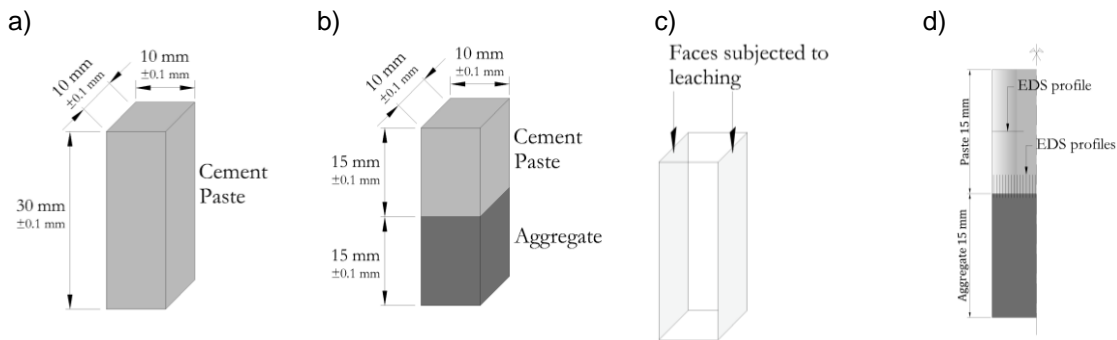 a)
10 mm
±0.1 mm
10 mm
±0.1 mm
30 mm
±0.1 mm
Cement
Paste
b)
10 mm
±0.1 mm
10 mm
±0.1 mm
15 mm
±0.1 mm
15 mm
±0.1 mm
Cement
Paste
Aggregate
c)
Faces subjected to
leaching
d)
Paste 15 mm
Aggregate 15 mm
EDS profile
EDS profiles